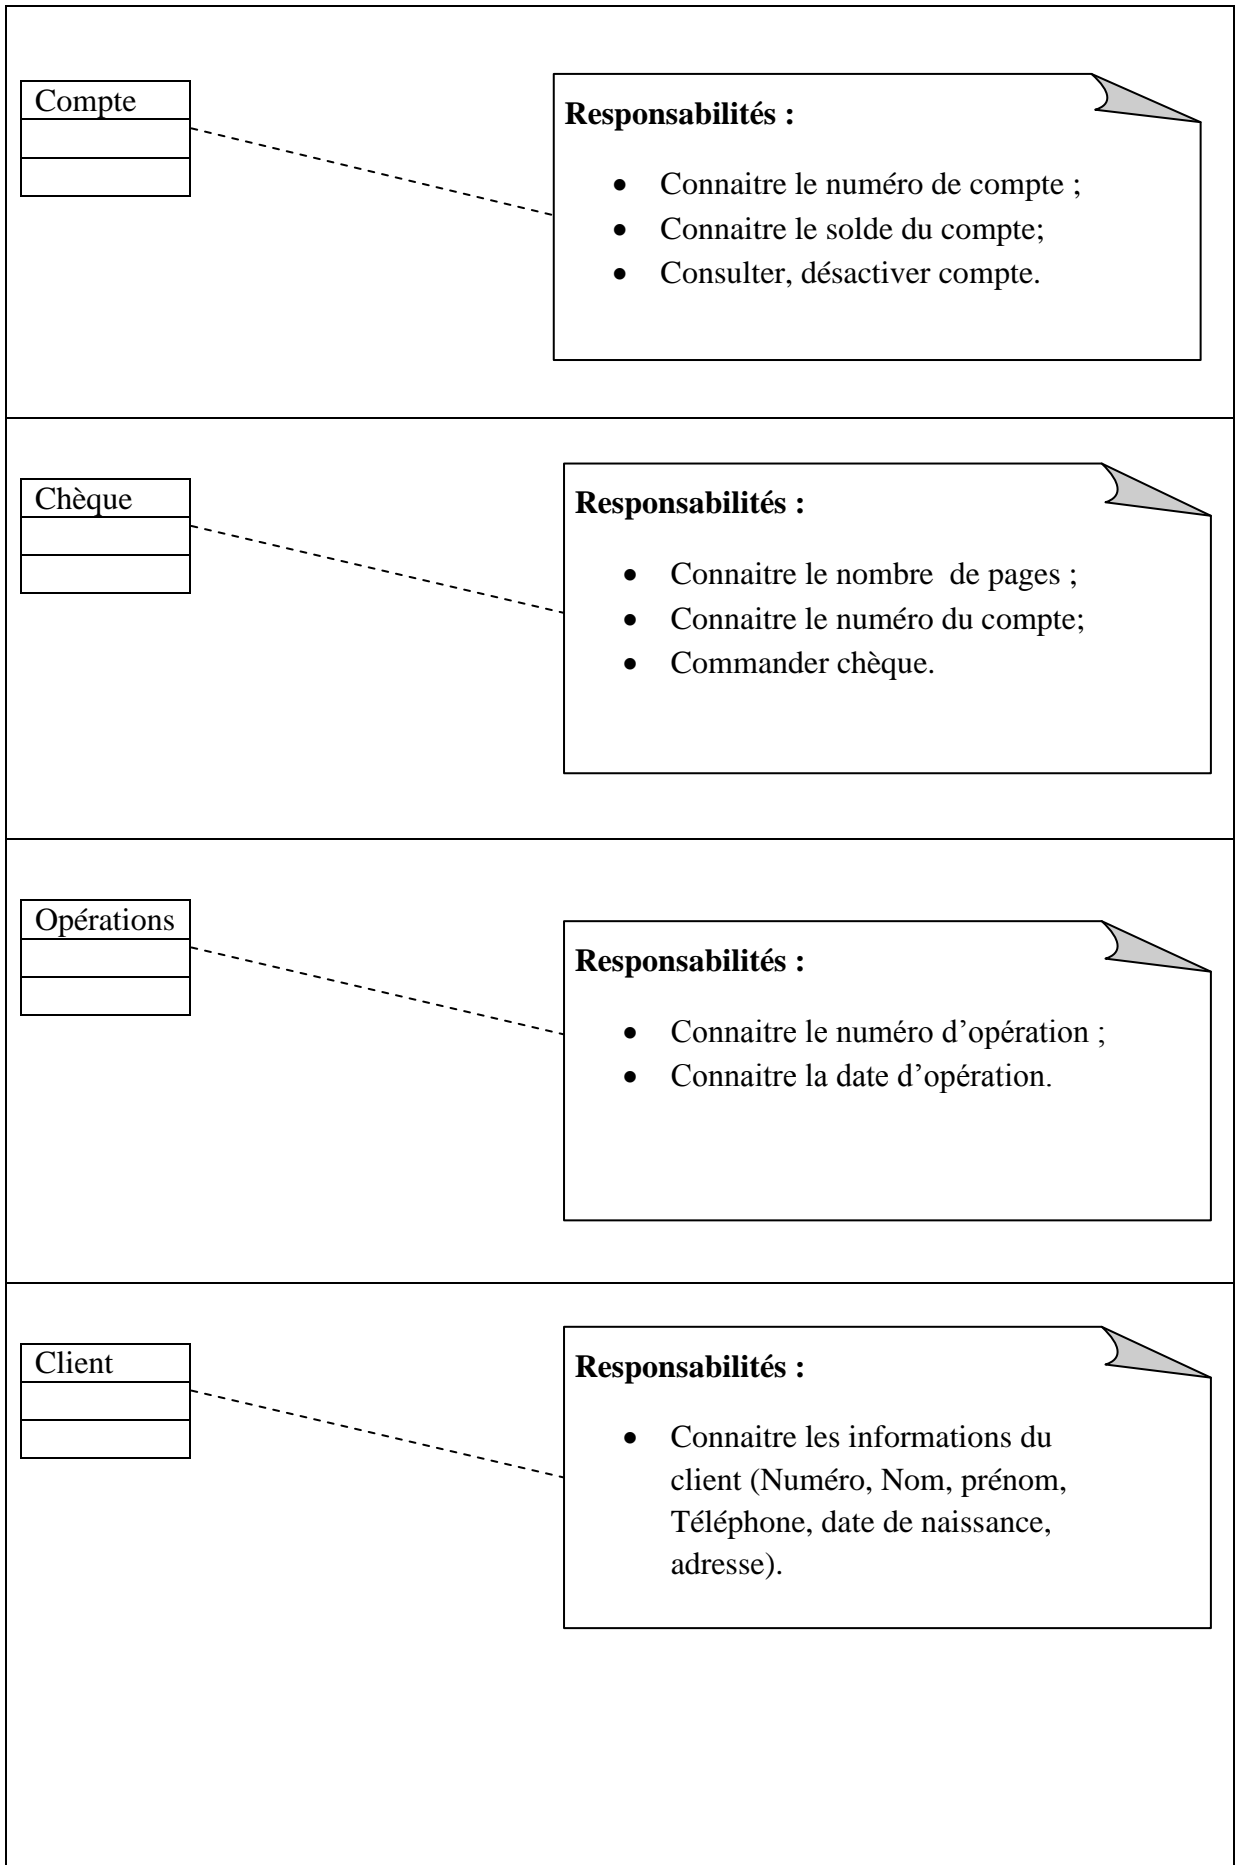 Compte
Responsabilités :
• Connaitre le numéro de compte ;
• Connaitre le solde du compte;
• Consulter, désactiver compte.
Chèque
Responsabilités :
• Connaitre le nombre de pages ;
• Connaitre le numéro du compte;
• Commander chèque.
Opérations
Responsabilités :
• Connaitre le numéro d’opération ;
• Connaitre la date d’opération.
Client
Responsabilités :
• Connaitre les informations du
client (Numéro, Nom, prénom,
Téléphone, date de naissance,
adresse).